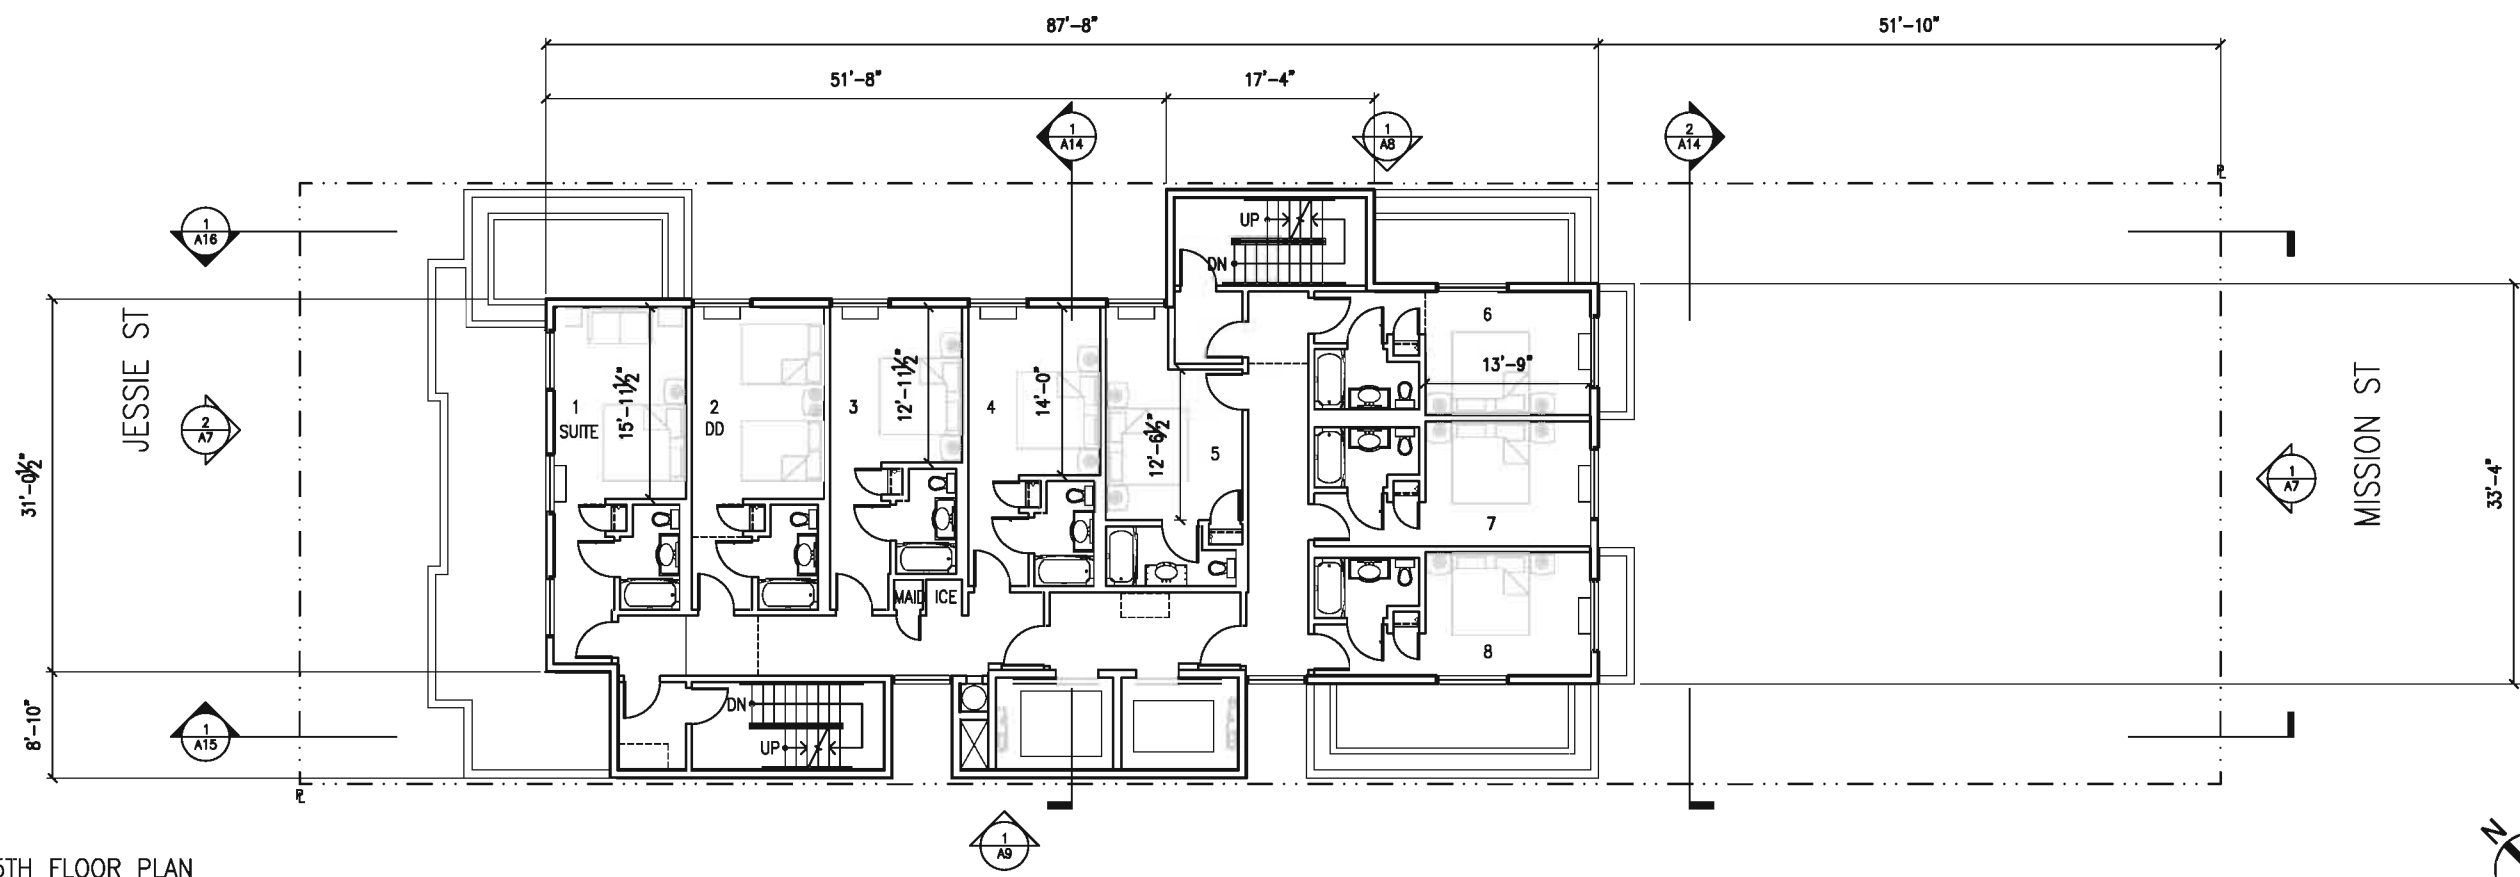 87'-8"
51'-10"
51'-8"
17'-4"
1
A14
1
A8
2
A14
UP
DN
1
A16
JESSIE ST
2
A7
31'-0½"
8'-10"
1
A15
1
SUITE
15'-11½"
2
DD
3
12'-11½"
4
14'-0"
12'-6½"
5
6
13'-9"
7
8
MAID
ICE
DN
UP
MISSION ST
1
A7
33'-4"
PL
PL
1
A9
N
5TH FLOOR PLAN